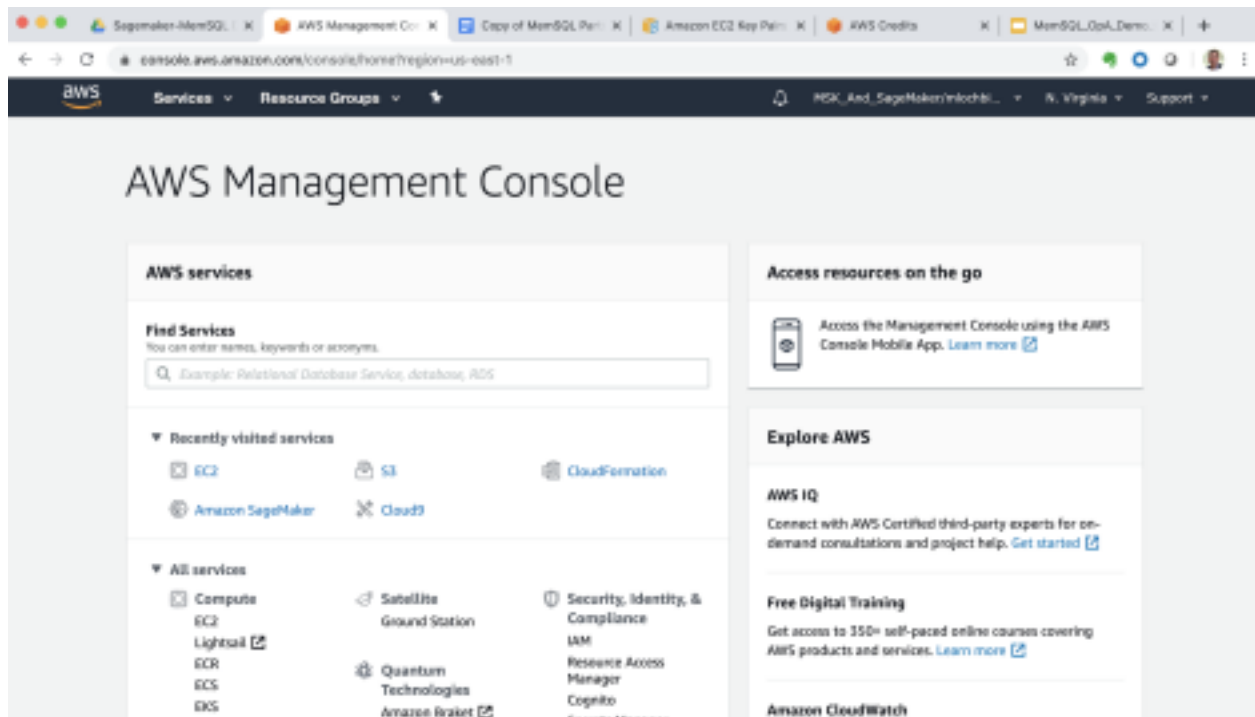 Sagemaker-MemSQL
AWS Management Con
Copy of MemSQL Part
Amazon EC2 Key Pairs
AWS Credits
MemSQL_OpA_Demo
console.aws.amazon.com/console/home?region=us-east-1
aws
Services
Resource Groups
N. Virginia
Support
AWS Management Console
AWS services
Find Services
You can enter names, keywords or acronyms.
Example: Relational Database Service, database, RDS
Recently visited services
EC2
S3
CloudFormation
Amazon SageMaker
Cloud9
All services
Compute
EC2
Lightsail
ECR
ECS
EKS
Satellite
Ground Station
Quantum
Technologies
Amazon Braket
Security, Identity, &
Compliance
IAM
Resource Access
Manager
Cognito
Access resources on the go
Access the Management Console using the AWS
Console Mobile App. Learn more
Explore AWS
AWS IQ
Connect with AWS Certified third-party experts for on-
demand consultations and project help. Get started
Free Digital Training
Get access to 350+ self-paced online courses covering
AWS products and services. Learn more
Amazon CloudWatch